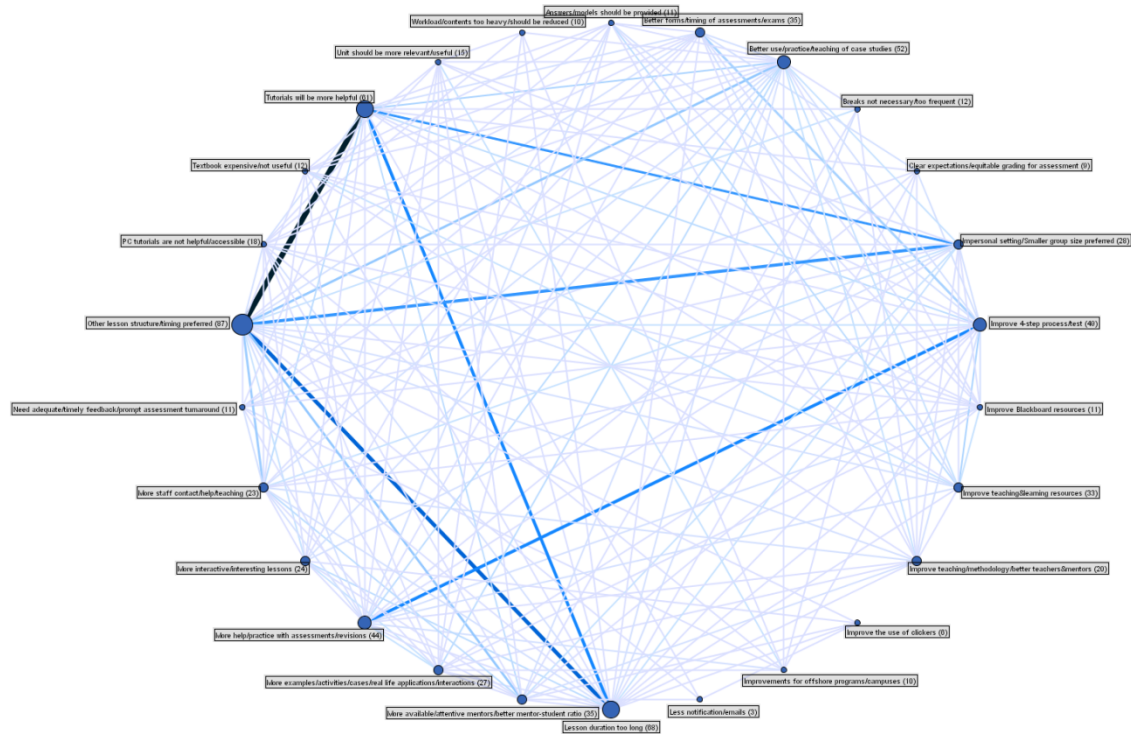 Answers/models should be provided (11)
Workload/contents too heavy/should be reduced (10)
Better forms/timing of assessments/exams (35)
Unit should be more relevant/useful (15)
Better use/practice/teaching of case studies (52)
Tutorials will be more helpful (61)
Breaks not necessary/too frequent (12)
Textbook expensive/not useful (12)
Clear expectations/equitable grading for assessment (8)
PC tutorials are not helpful/accessible (18)
Impersonal setting/Smaller group size preferred (28)
Other lesson structure/timing preferred (87)
Improve 4-step process/test (40)
Need adequate/timely feedback/prompt assessment turnaround (11)
Improve Blackboard resources (11)
More staff contact/help/teaching (23)
Improve teaching&learning resources (33)
More interactive/interesting lessons (24)
Improve teaching/methodology/better teachers&mentors (20)
More help/practice with assessments/revisions (44)
Improve the use of clickers (6)
More examples/activities/cases/real life applications/interactions (27)
Improvements for offshore programs/campuses (10)
More available/attentive mentors/better mentor-student ratio (35)
Less notification/emails (3)
Lesson duration too long (68)